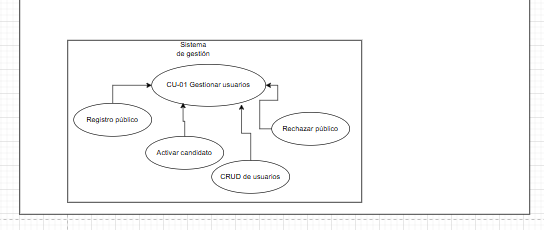 Sistema
de gestión
CU-01 Gestionar usuarios
Registro público
Rechazar público
Activar candidato
CRUD de usuarios